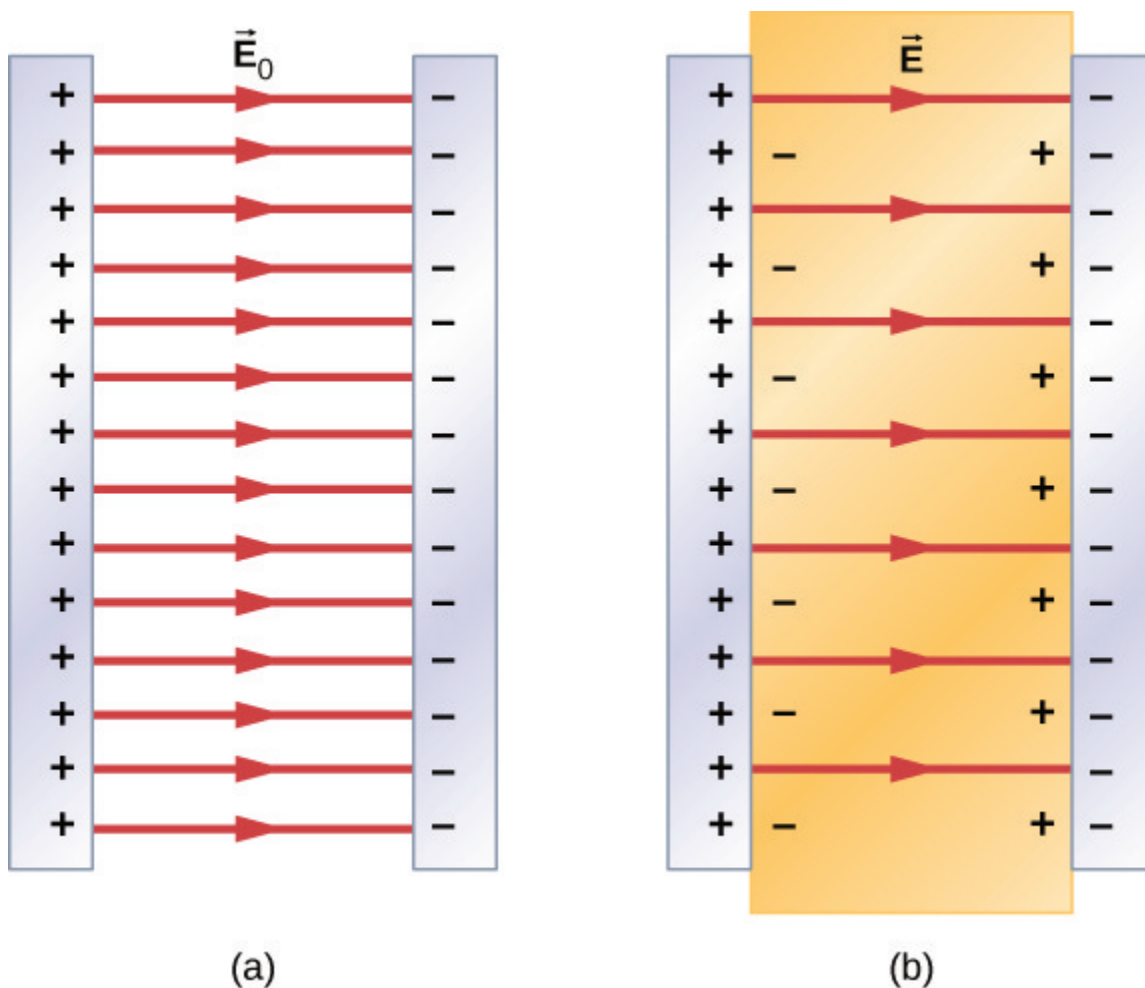 E⃗₀
E⃗
+ − + −
+ − + − + −
+ − + −
+ − + − + −
+ − + −
+ − + − + −
+ − + −
+ − + − + −
+ − + −
+ − + − + −
+ − + −
+ − + − + −
+ − + −
+ − + − + −
(a)
(b)